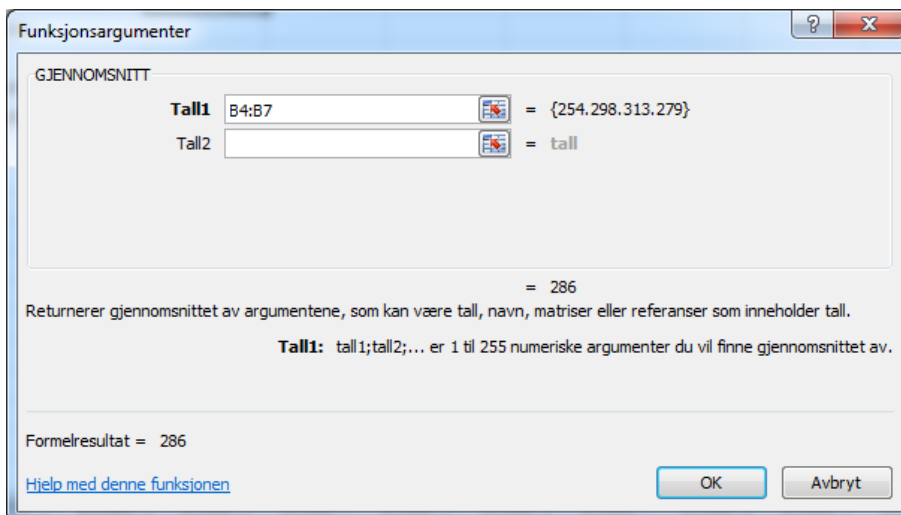 Funksjonsargumenter
GJENNOMSNITT
Tall1 B4:B7 = {254.298.313.279}
Tall2 = tall
= 286
Returnerer gjennomsnittet av argumentene, som kan være tall, navn, matriser eller referanser som inneholder tall.
Tall1: tall1;tall2;... er 1 til 255 numeriske argumenter du vil finne gjennomsnittet av.
Formelresultat = 286
Hjelp med denne funksjonen OK Avbryt